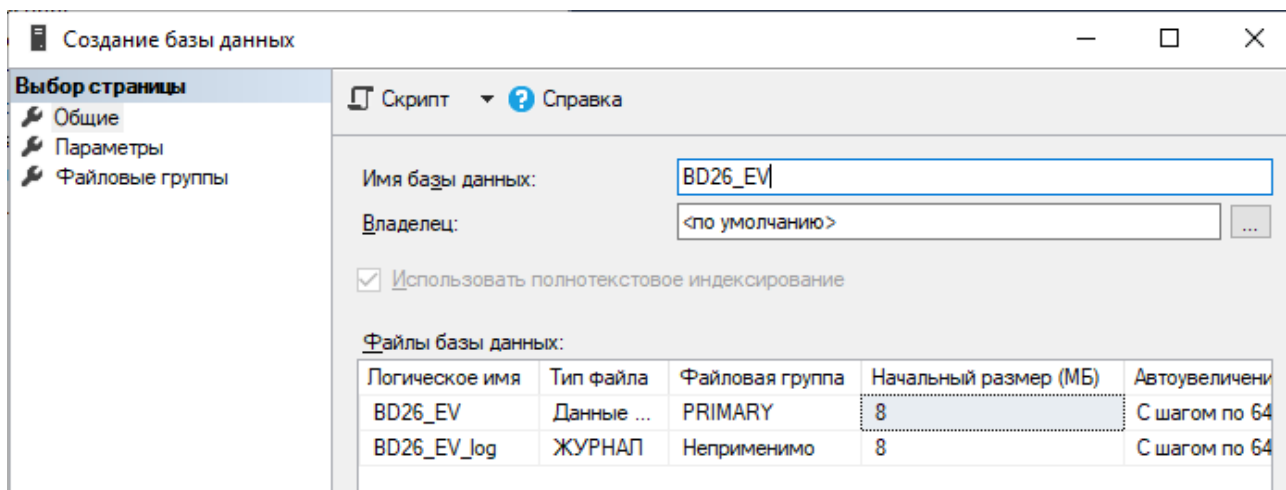 Создание базы данных
Выбор страницы
Общие
Параметры
Файловые группы
Скрипт Справка
Имя базы данных: BD26_EV
Владелец: <по умолчанию> ...
Использовать полнотекстовое индексирование
Файлы базы данных:
Логическое имя Тип файла Файловая группа Начальный размер (МБ) Автоувеличени
BD26_EV Данные ... PRIMARY 8 С шагом по 64
BD26_EV_log ЖУРНАЛ Неприменимо 8 С шагом по 64